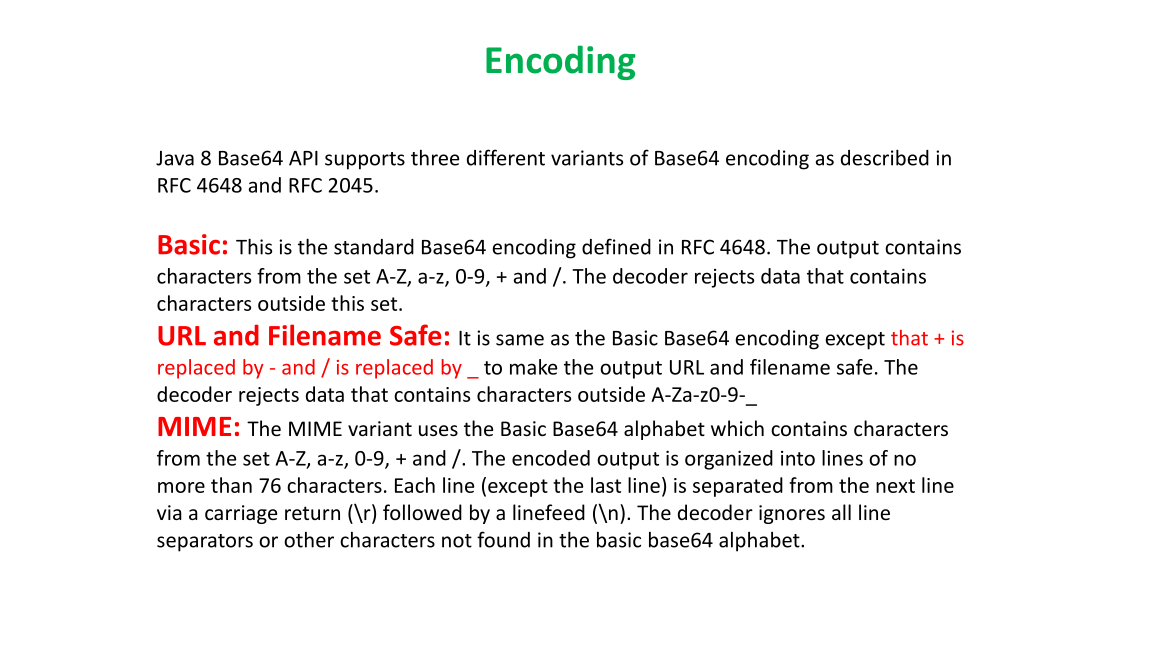 Encoding
Java 8 Base64 API supports three different variants of Base64 encoding as described in
RFC 4648 and RFC 2045.
Basic: This is the standard Base64 encoding defined in RFC 4648. The output contains
characters from the set A-Z, a-z, 0-9, + and /. The decoder rejects data that contains
characters outside this set.
URL and Filename Safe: It is same as the Basic Base64 encoding except that + is
replaced by - and / is replaced by _ to make the output URL and filename safe. The
decoder rejects data that contains characters outside A-Za-z0-9-_
MIME: The MIME variant uses the Basic Base64 alphabet which contains characters
from the set A-Z, a-z, 0-9, + and /. The encoded output is organized into lines of no
more than 76 characters. Each line (except the last line) is separated from the next line
via a carriage return (\r) followed by a linefeed (\n). The decoder ignores all line
separators or other characters not found in the basic base64 alphabet.